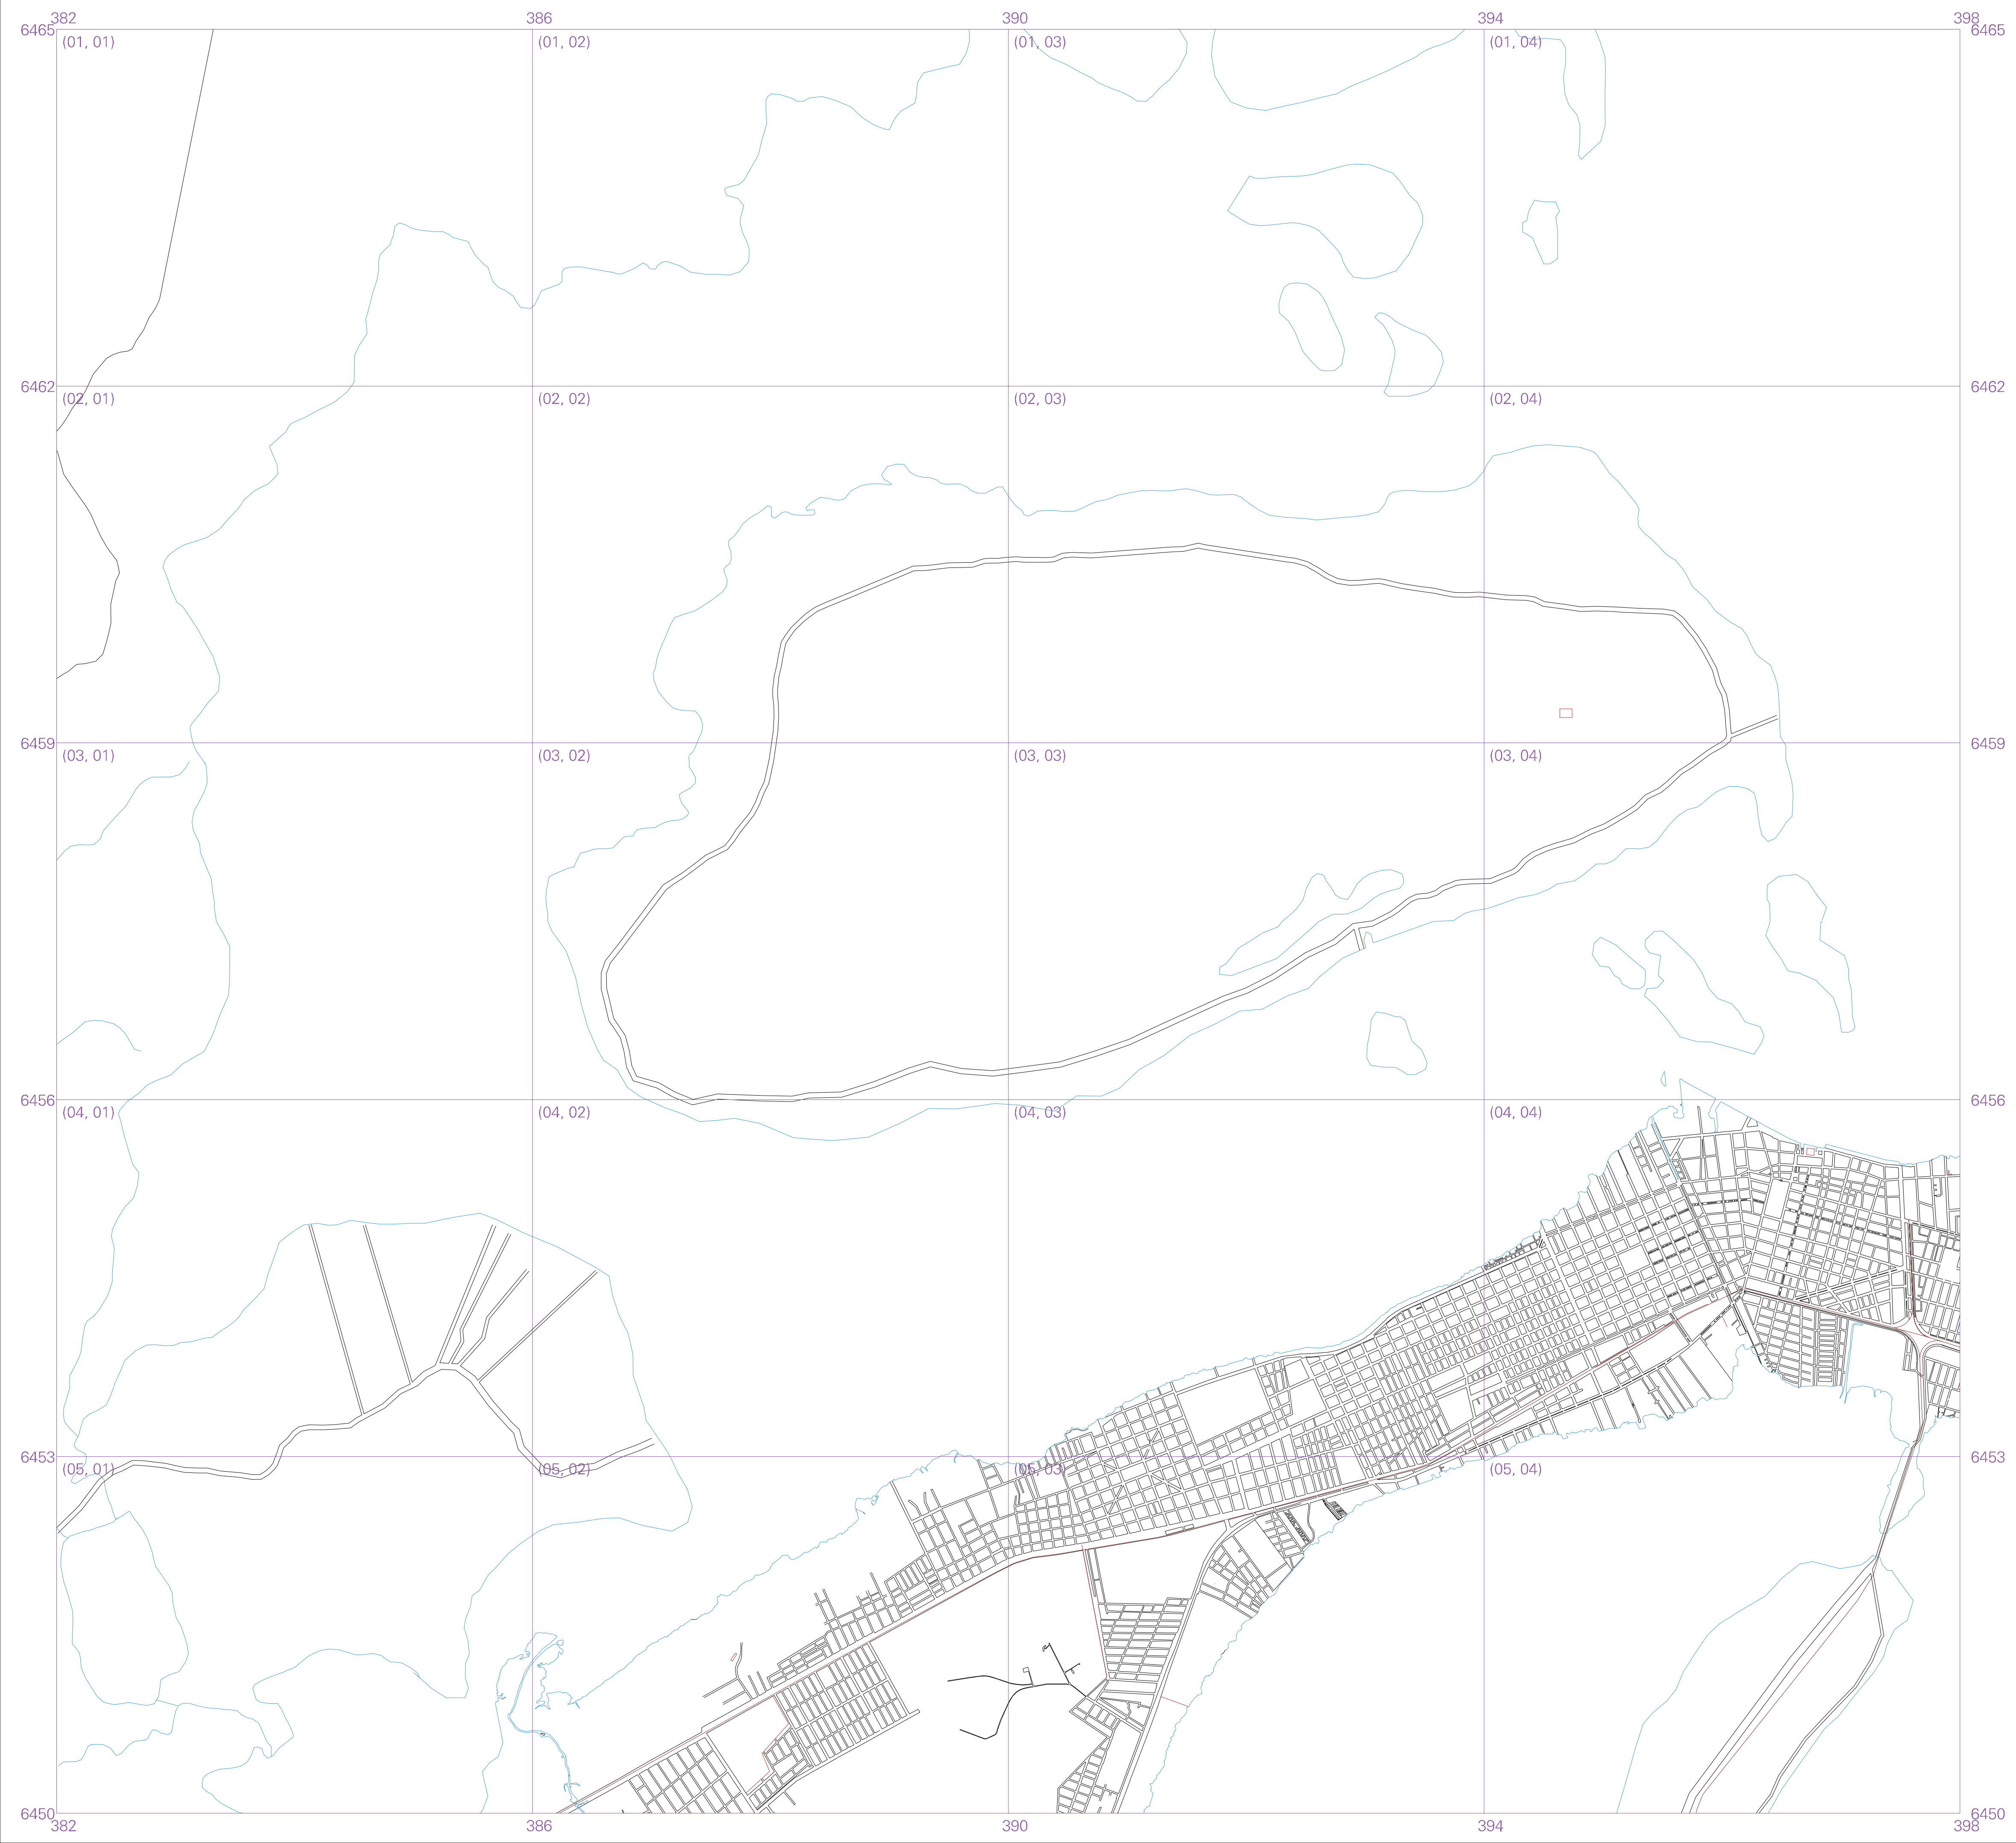 382 386 390 394 398
6465 6465
(01, 01) (01, 02) (01, 03) (01, 04)
6462 6462
(02, 01) (02, 02) (02, 03) (02, 04)
6459 6459
(03, 01) (03, 02) (03, 03) (03, 04)
6456 6456
(04, 01) (04, 02) (04, 03) (04, 04)
6453 6453
(05, 01) (05, 02) (05, 03) (05, 04)
6450 6450
382 386 390 394 398